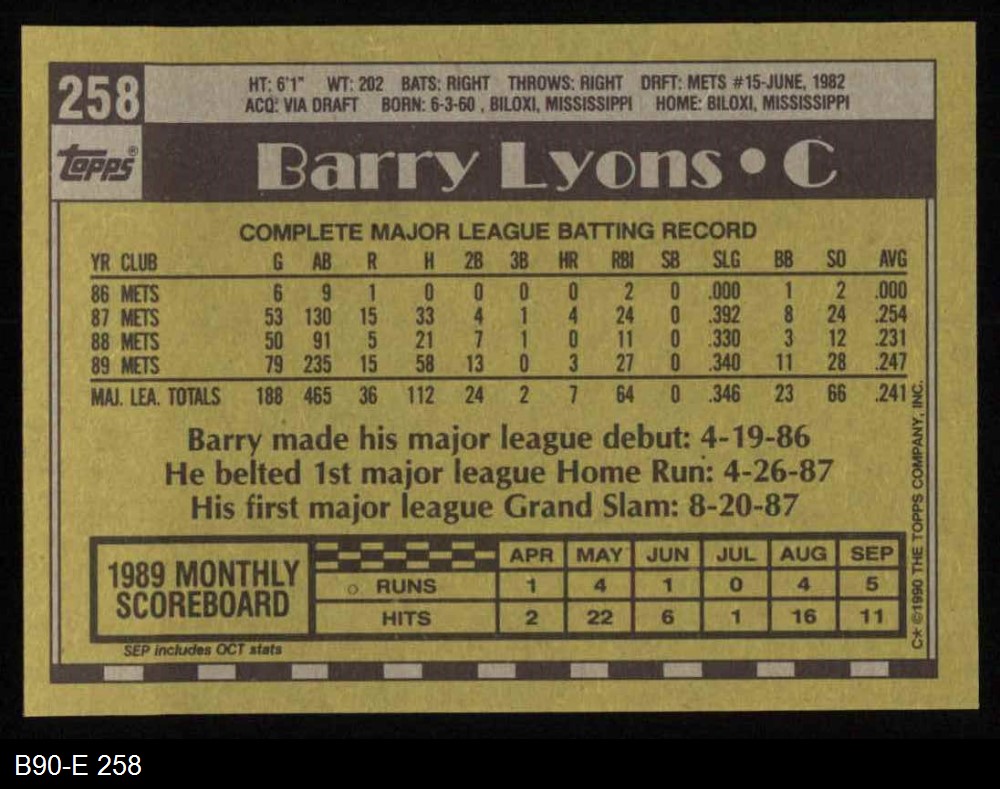 258
HT: 6'1" WT: 202 BATS: RIGHT THROWS: RIGHT DRFT: METS #15-JUNE, 1982
ACQ: VIA DRAFT BORN: 6-3-60 , BILOXI, MISSISSIPPI HOME: BILOXI, MISSISSIPPI
Topps®
Barry Lyons • C
COMPLETE MAJOR LEAGUE BATTING RECORD
YR CLUB G AB R H 2B 3B HR RBI SB SLG BB SO AVG
86 METS 6 9 1 0 0 0 0 2 0 .000 1 2 .000
87 METS 53 130 15 33 4 1 4 24 0 .392 8 24 .254
88 METS 50 91 5 21 7 1 0 11 0 .330 3 12 .231
89 METS 79 235 15 58 13 0 3 27 0 .340 11 28 .247
MAJ. LEA. TOTALS 188 465 36 112 24 2 7 64 0 .346 23 66 .241
Barry made his major league debut: 4-19-86
He belted 1st major league Home Run: 4-26-87
His first major league Grand Slam: 8-20-87
1989 MONTHLY
SCOREBOARD
APR MAY JUN JUL AUG SEP
RUNS 1 4 1 0 4 5
HITS 2 22 6 1 16 11
SEP includes OCT stats
C* ©1990 THE TOPPS COMPANY, INC.
B90-E 258